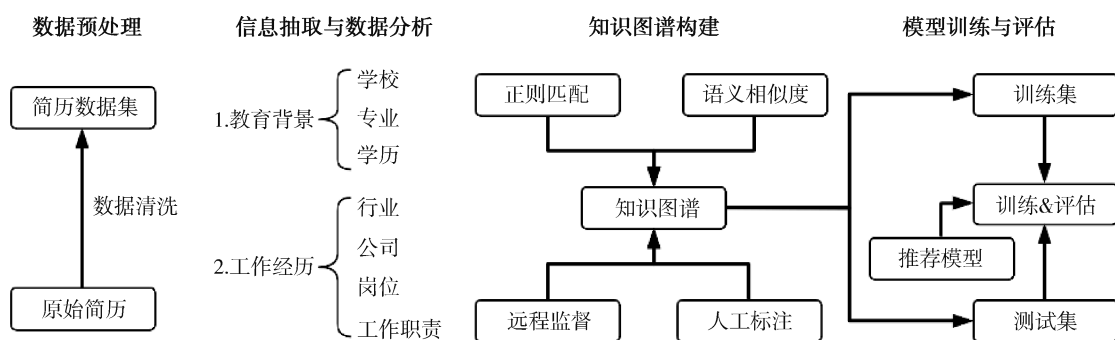 数据预处理
信息抽取与数据分析
知识图谱构建
模型训练与评估
简历数据集
数据清洗
原始简历
1.教育背景
学校
专业
学历
2.工作经历
行业
公司
岗位
工作职责
正则匹配
语义相似度
知识图谱
远程监督
人工标注
训练集
训练&评估
推荐模型
测试集